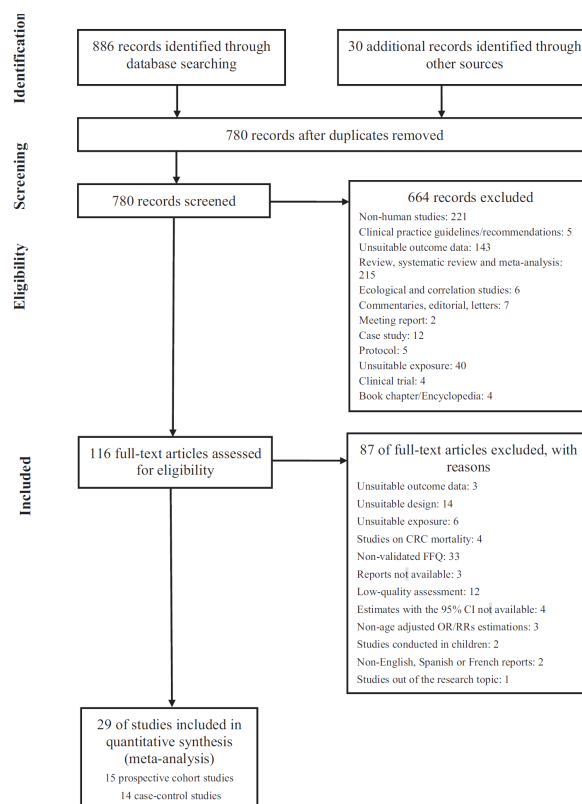 Identification
886 records identified through
database searching
30 additional records identified through
other sources
780 records after duplicates removed
Screening
780 records screened
664 records excluded
Non-human studies: 221
Clinical practice guidelines/recommendations: 5
Unsuitable outcome data: 143
Review, systematic review and meta-analysis:
215
Ecological and correlation studies: 6
Commentaries, editorial, letters: 7
Meeting report: 2
Case study: 12
Protocol: 5
Unsuitable exposure: 40
Clinical trial: 4
Book chapter/Encyclopedia: 4
Eligibility
116 full-text articles assessed
for eligibility
87 of full-text articles excluded, with
reasons
Unsuitable outcome data: 3
Unsuitable design: 14
Unsuitable exposure: 6
Studies on CRC mortality: 4
Non-validated FFQ: 33
Reports not available: 3
Low-quality assessment: 12
Estimates with the 95% CI not available: 4
Non-age adjusted OR/RRs estimations: 3
Studies conducted in children: 2
Non-English, Spanish or French reports: 2
Studies out of the research topic: 1
Included
29 of studies included in
quantitative synthesis
(meta-analysis)
15 prospective cohort studies
14 case-control studies